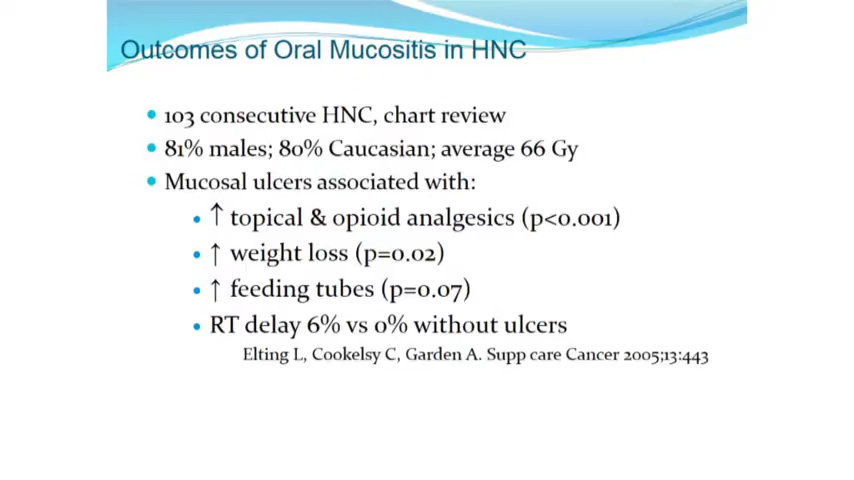 Outcomes of Oral Mucositis in HNC
• 103 consecutive HNC, chart review
• 81% males; 80% Caucasian; average 66 Gy
• Mucosal ulcers associated with:
• ↑ topical & opioid analgesics (p<0.001)
• ↑ weight loss (p=0.02)
• ↑ feeding tubes (p=0.07)
• RT delay 6% vs 0% without ulcers
Elting L, Cookelsy C, Garden A. Supp care Cancer 2005;13:443